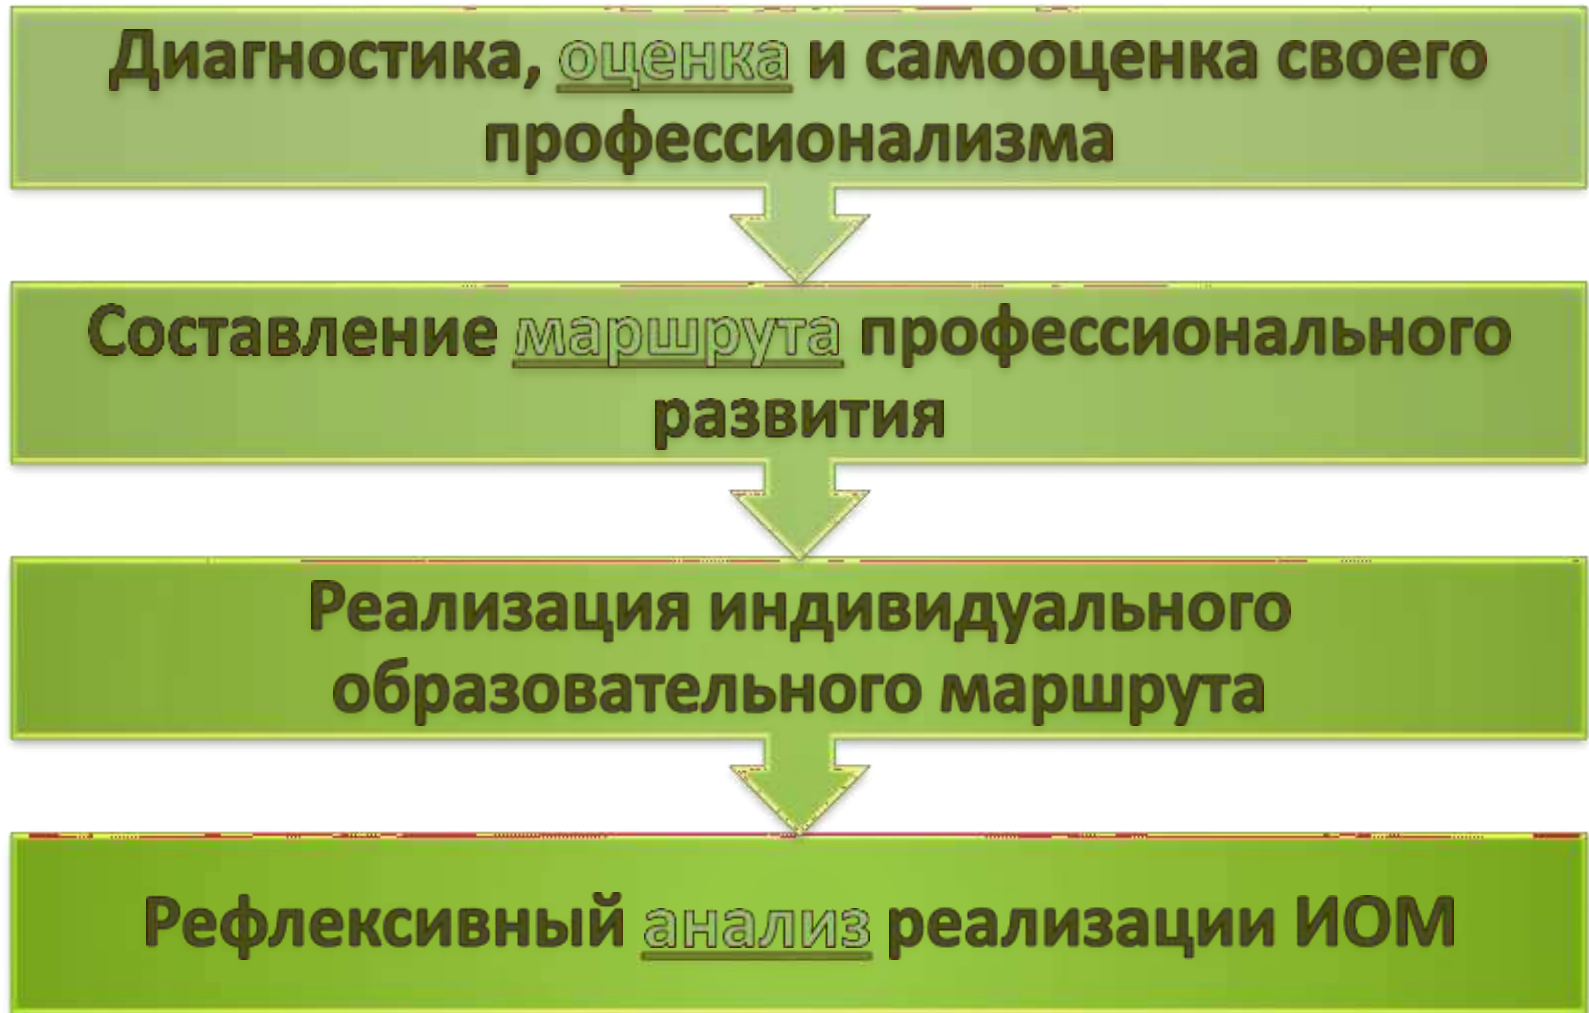 Диагностика, оценка и самооценка своего
профессионализма
Составление маршрута профессионального
развития
Реализация индивидуального
образовательного маршрута
Рефлексивный анализ реализации ИОМ